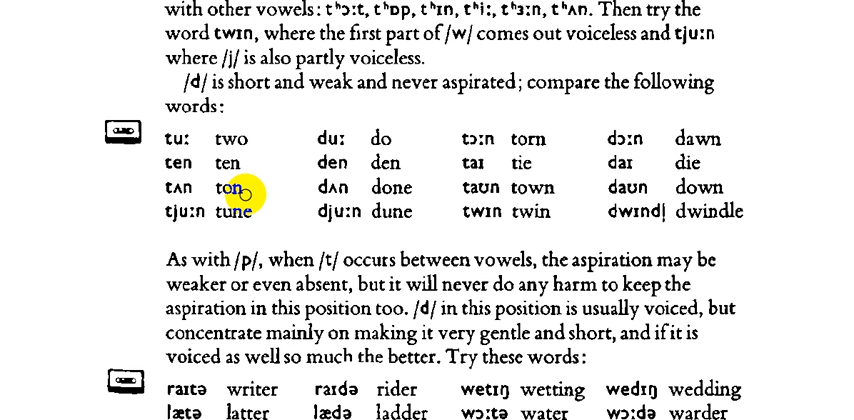 with other vowels: tʰɔːt, tʰɒp, tʰɪn, tʰiː, tʰɜːn, tʰʌn. Then try the
word twɪn, where the first part of /w/ comes out voiceless and tjuːn
where /j/ is also partly voiceless.
/d/ is short and weak and never aspirated; compare the following
words:
tuː two duː do tɔːn torn dɔːn dawn
ten ten den den taɪ tie daɪ die
tʌn ton dʌn done taʊn town daʊn down
tjuːn tune djuːn dune twɪn twin dwɪndl̩ dwindle
As with /p/, when /t/ occurs between vowels, the aspiration may be
weaker or even absent, but it will never do any harm to keep the
aspiration in this position too. /d/ in this position is usually voiced, but
concentrate mainly on making it very gentle and short, and if it is
voiced as well so much the better. Try these words:
raɪtə writer raɪdə rider wetɪŋ wetting wedɪŋ wedding
lætə latter lædə ladder wɔːtə water wɔːdə warder